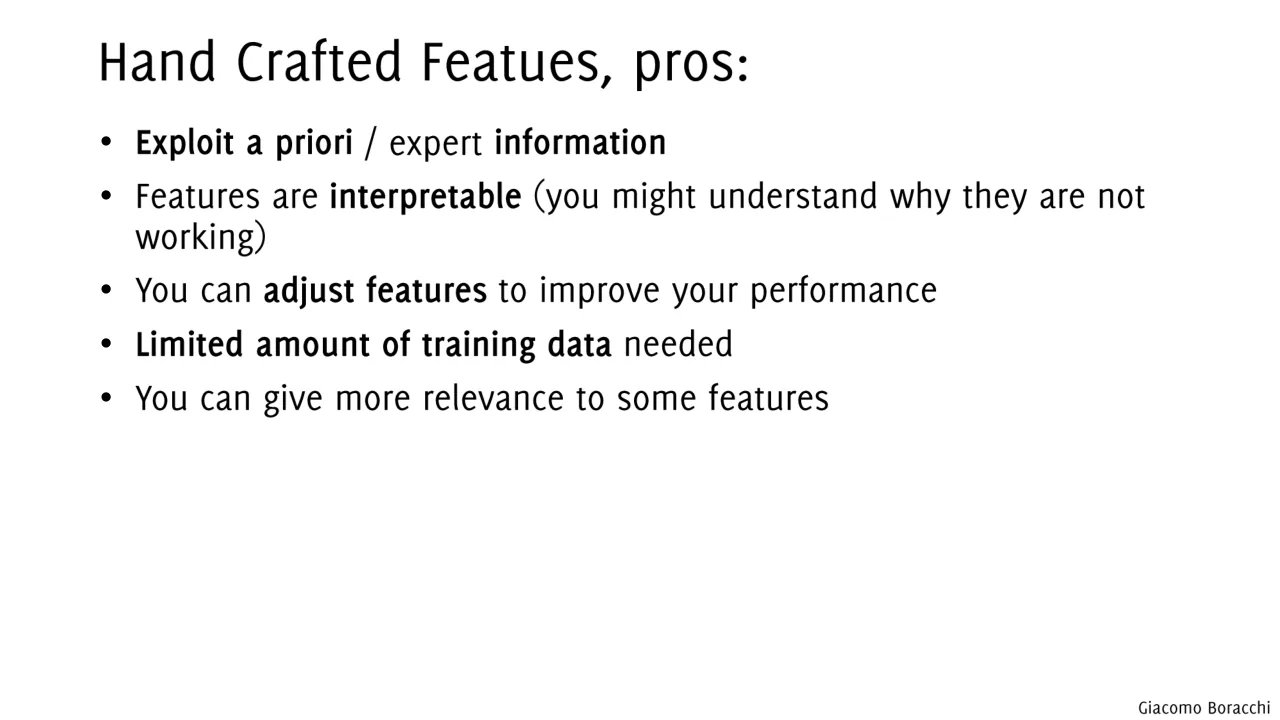 Hand Crafted Featues, pros:
• Exploit a priori / expert information
• Features are interpretable (you might understand why they are not
working)
• You can adjust features to improve your performance
• Limited amount of training data needed
• You can give more relevance to some features
Giacomo Boracchi